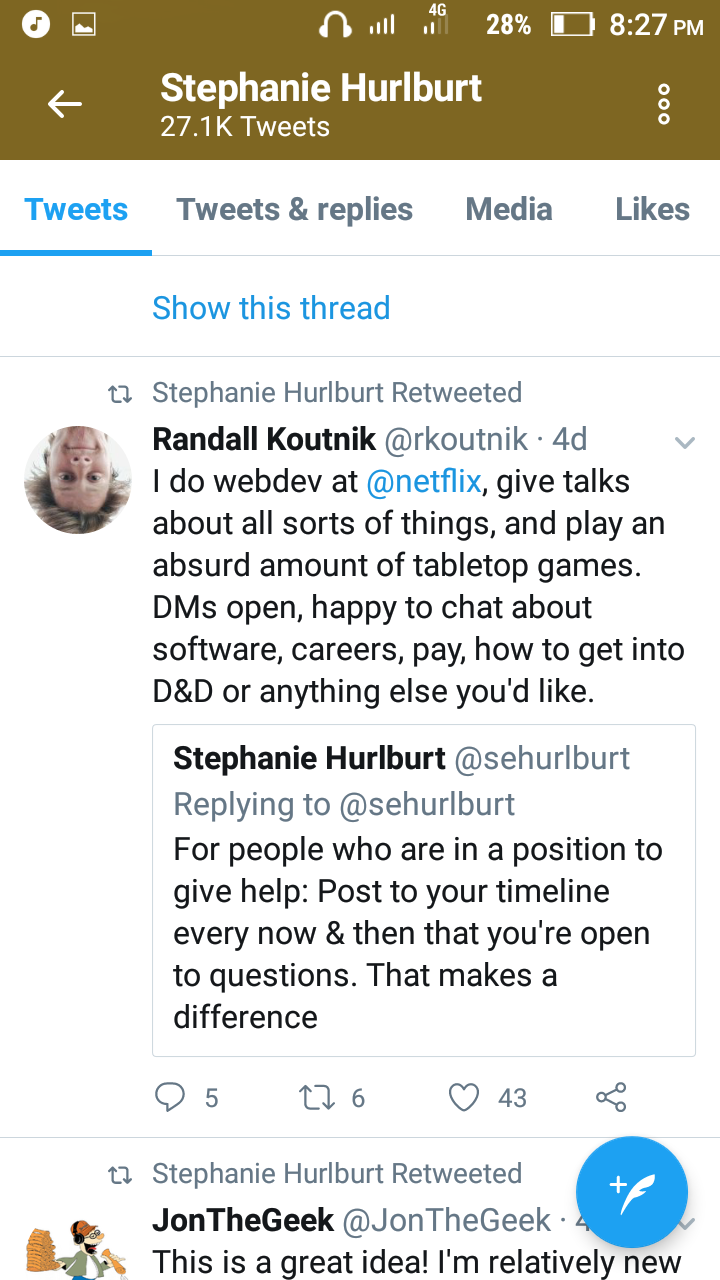 4G
28%
8:27 PM
Stephanie Hurlburt
27.1K Tweets
Tweets
Tweets & replies
Media
Likes
Show this thread
Stephanie Hurlburt Retweeted
Randall Koutnik @rkoutnik · 4d
I do webdev at @netflix, give talks
about all sorts of things, and play an
absurd amount of tabletop games.
DMs open, happy to chat about
software, careers, pay, how to get into
D&D or anything else you'd like.
Stephanie Hurlburt @sehurlburt
Replying to @sehurlburt
For people who are in a position to
give help: Post to your timeline
every now & then that you're open
to questions. That makes a
difference
5
6
43
Stephanie Hurlburt Retweeted
JonTheGeek @JonTheGeek ·
This is a great idea! I'm relatively new